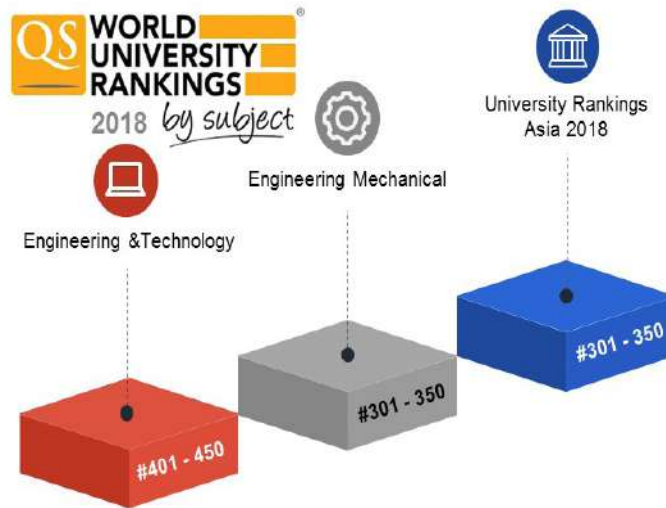 QS
WORLD
UNIVERSITY
RANKINGS
®
2018 by subject
University Rankings
Asia 2018
Engineering Mechanical
Engineering &Technology
#301 - 350
#301 - 350
#401 - 450